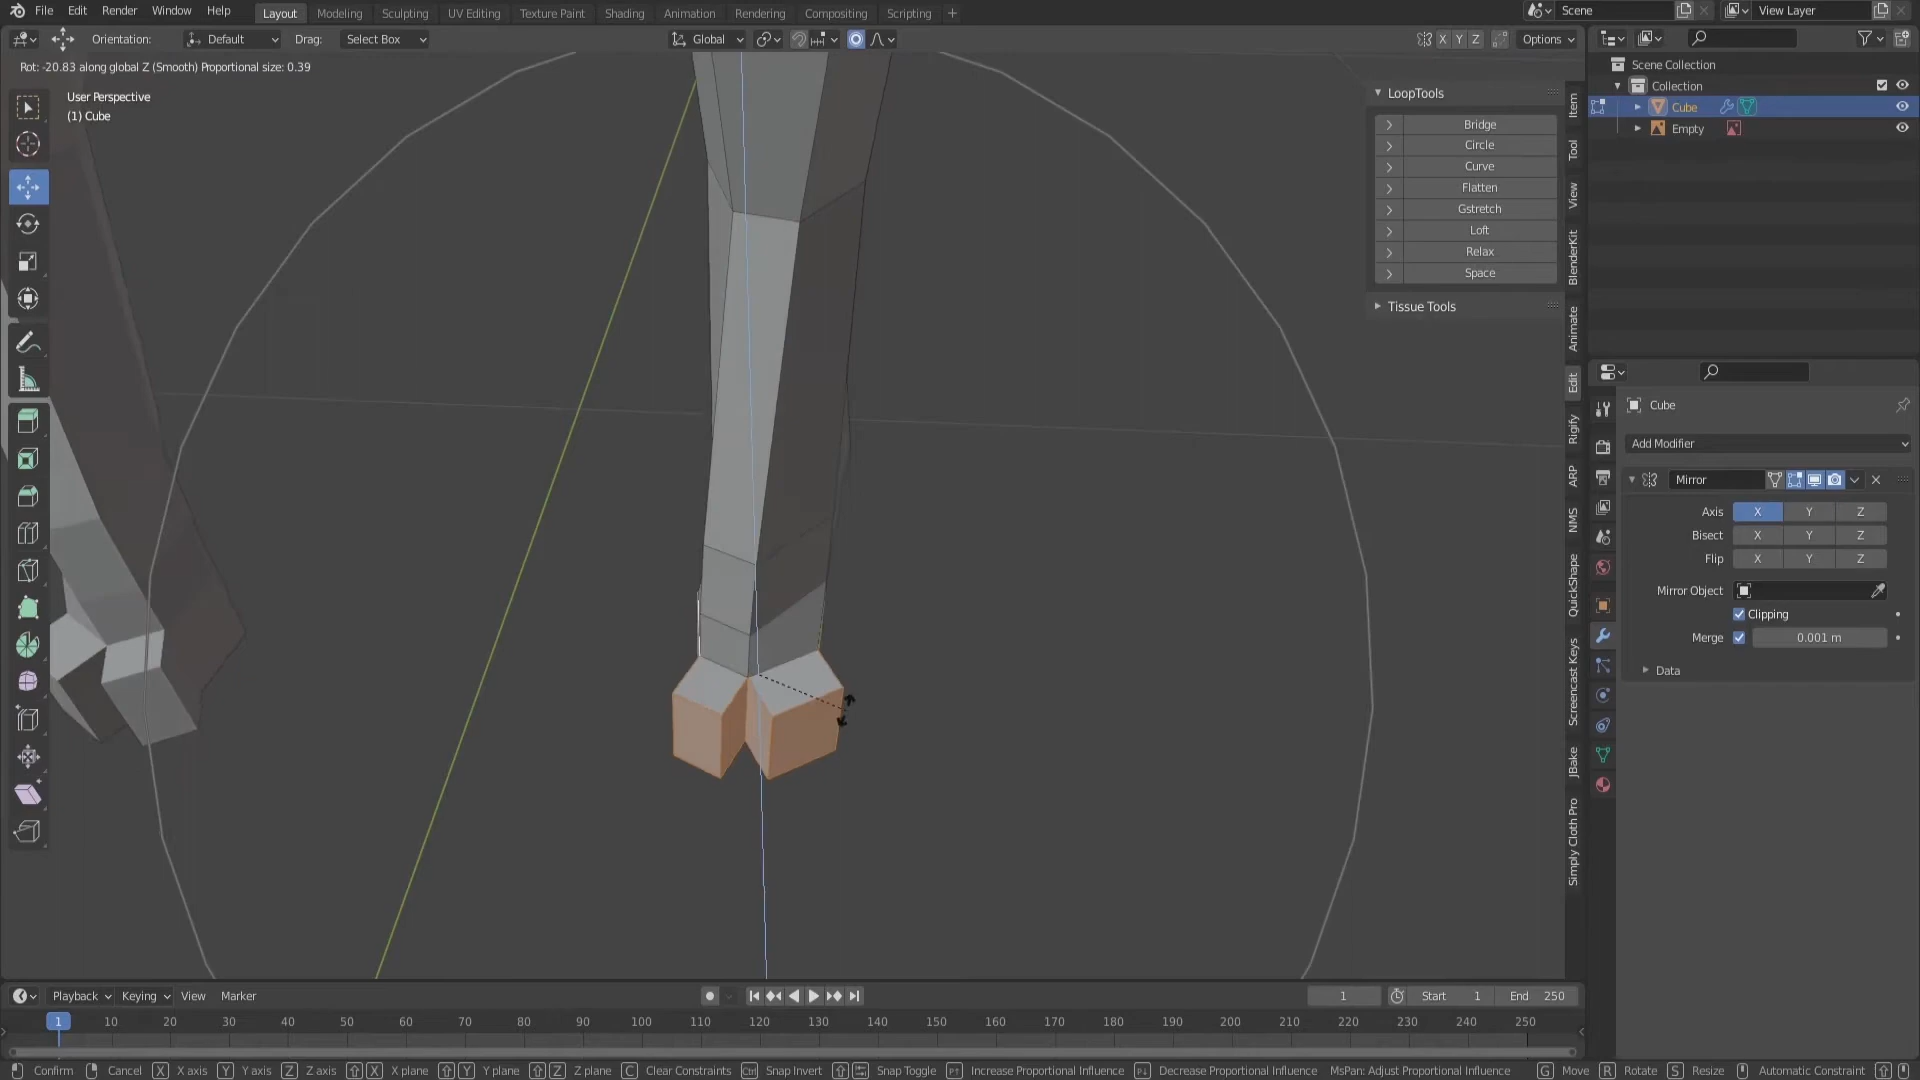 File Edit Render Window Help Layout Modeling Sculpting UV Editing Texture Paint Shading Animation Rendering Compositing Scripting + Scene View Layer
Orientation: Default Drag: Select Box Global X Y Z Options
Rot: -20.83 along global Z (Smooth) Proportional size: 0.39
User Perspective
(1) Cube
LoopTools
Bridge
Circle
Curve
Flatten
Gstretch
Loft
Relax
Space
Tissue Tools
Item
Tool
View
BlenderKit
Animate
Edit
Rigify
ARP
NMS
QuickShape
Screencast Keys
JBake
Simply Cloth Pro
Scene Collection
Collection
Cube
Empty
Cube
Add Modifier
Mirror
Axis X Y Z
Bisect X Y Z
Flip X Y Z
Mirror Object
Clipping
Merge 0.001 m
Data
Playback Keying View Marker 1 Start 1 End 250
1 10 20 30 40 50 60 70 80 90 100 110 120 130 140 150 160 170 180 190 200 210 220 230 240 250
Confirm Cancel X X axis Y Y axis Z Z axis X X plane Y Y plane Z Z plane C Clear Constraints Ctrl Snap Invert Snap Toggle Increase Proportional Influence Decrease Proportional Influence MsPan: Adjust Proportional Influence G Move R Rotate S Resize Automatic Constraint